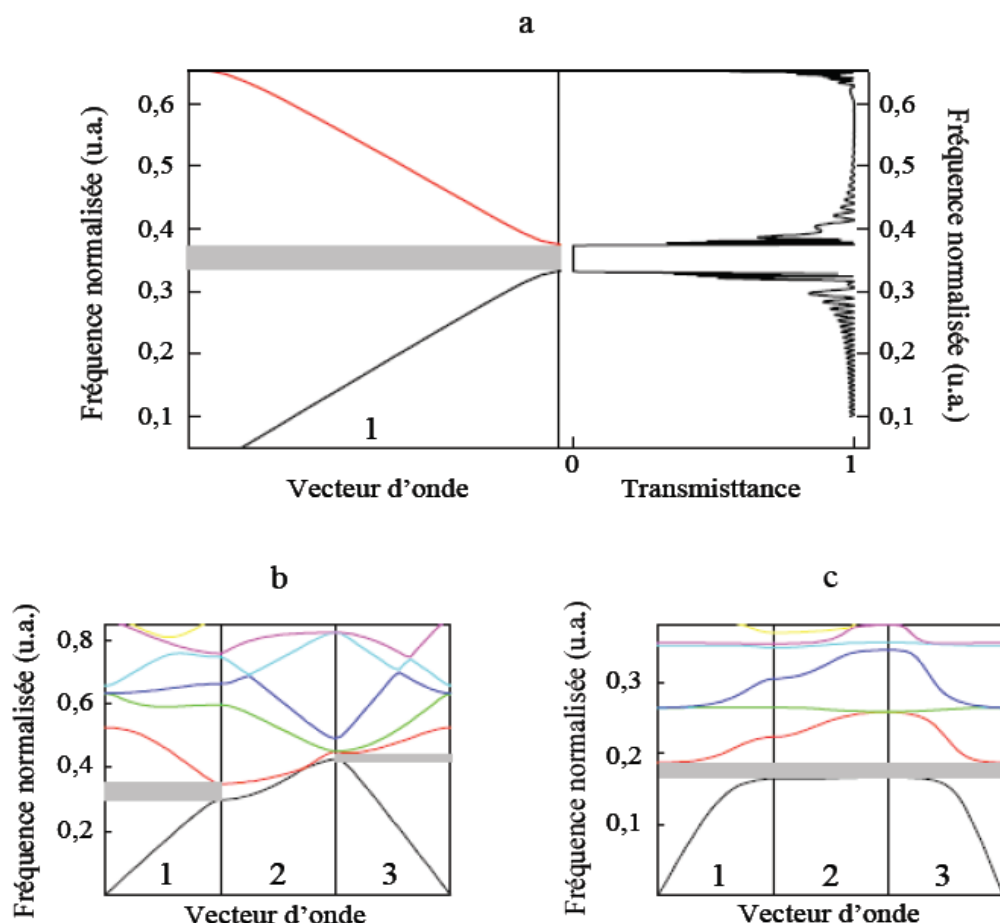 a
Fréquence normalisée (u.a.)
0,6
0,5
0,4
0,3
0,2
0,1
1
Vecteur d'onde
0,6
0,5
0,4
0,3
0,2
0,1
Fréquence normalisée (u.a.)
0
1
Transmisttance
b
Fréquence normalisée (u.a.)
0,8
0,6
0,4
0,2
1
2
3
Vecteur d'onde
c
Fréquence normalisée (u.a.)
0,3
0,2
0,1
1
2
3
Vecteur d'onde